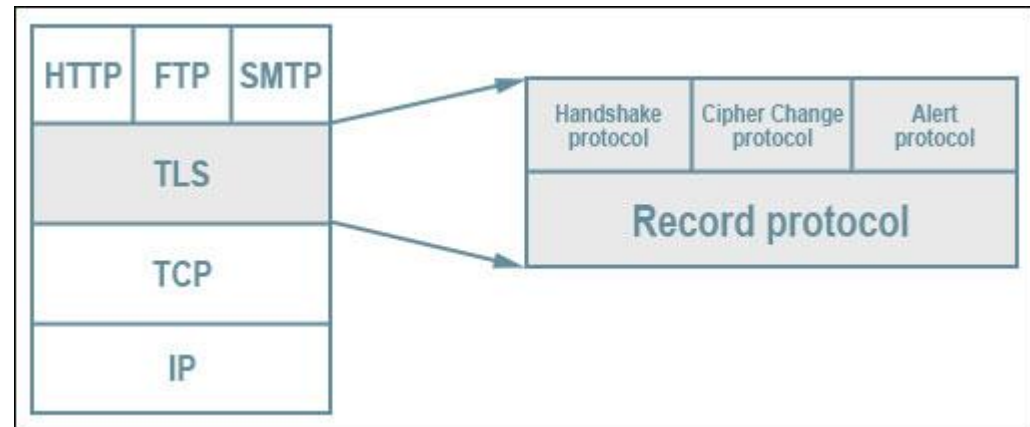 HTTP FTP SMTP
TLS
TCP
IP
Handshake
protocol
Cipher Change
protocol
Alert
protocol
Record protocol